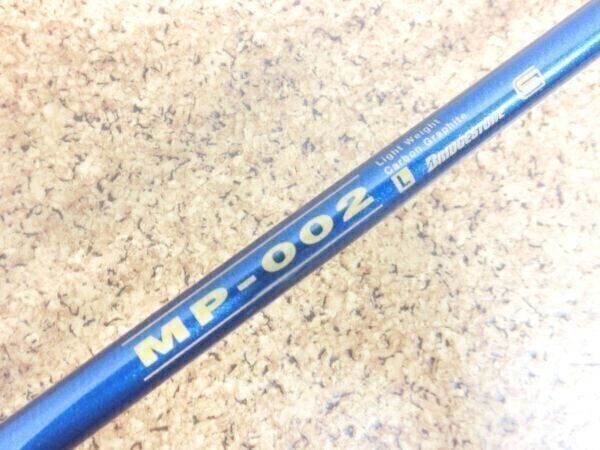 MP-002
Light Weight
Carbon Graphite
L BRIDGESTONE